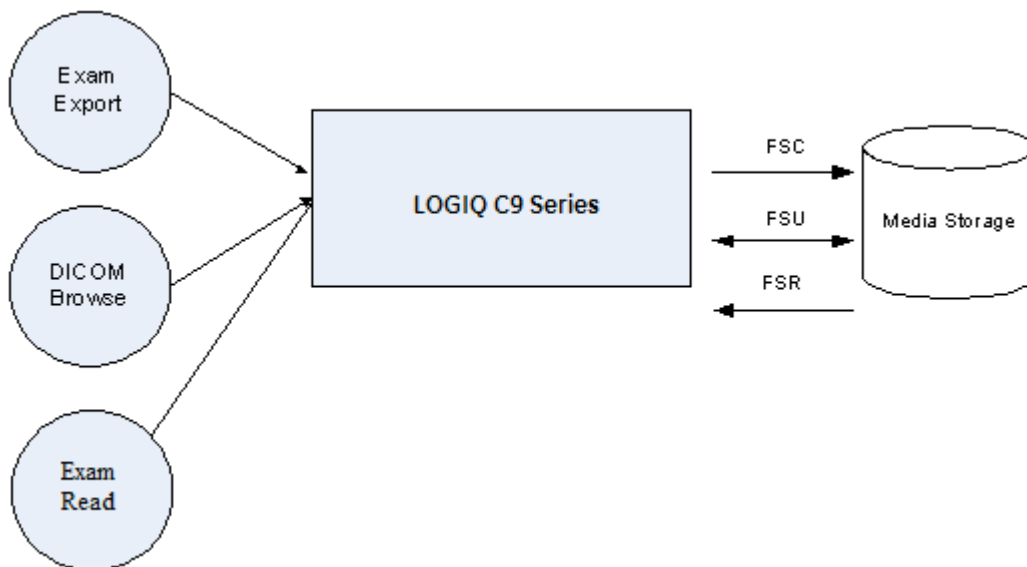 Exam
Export
DICOM
Browse
Exam
Read
LOGIQ C9 Series
FSC
FSU
FSR
Media Storage